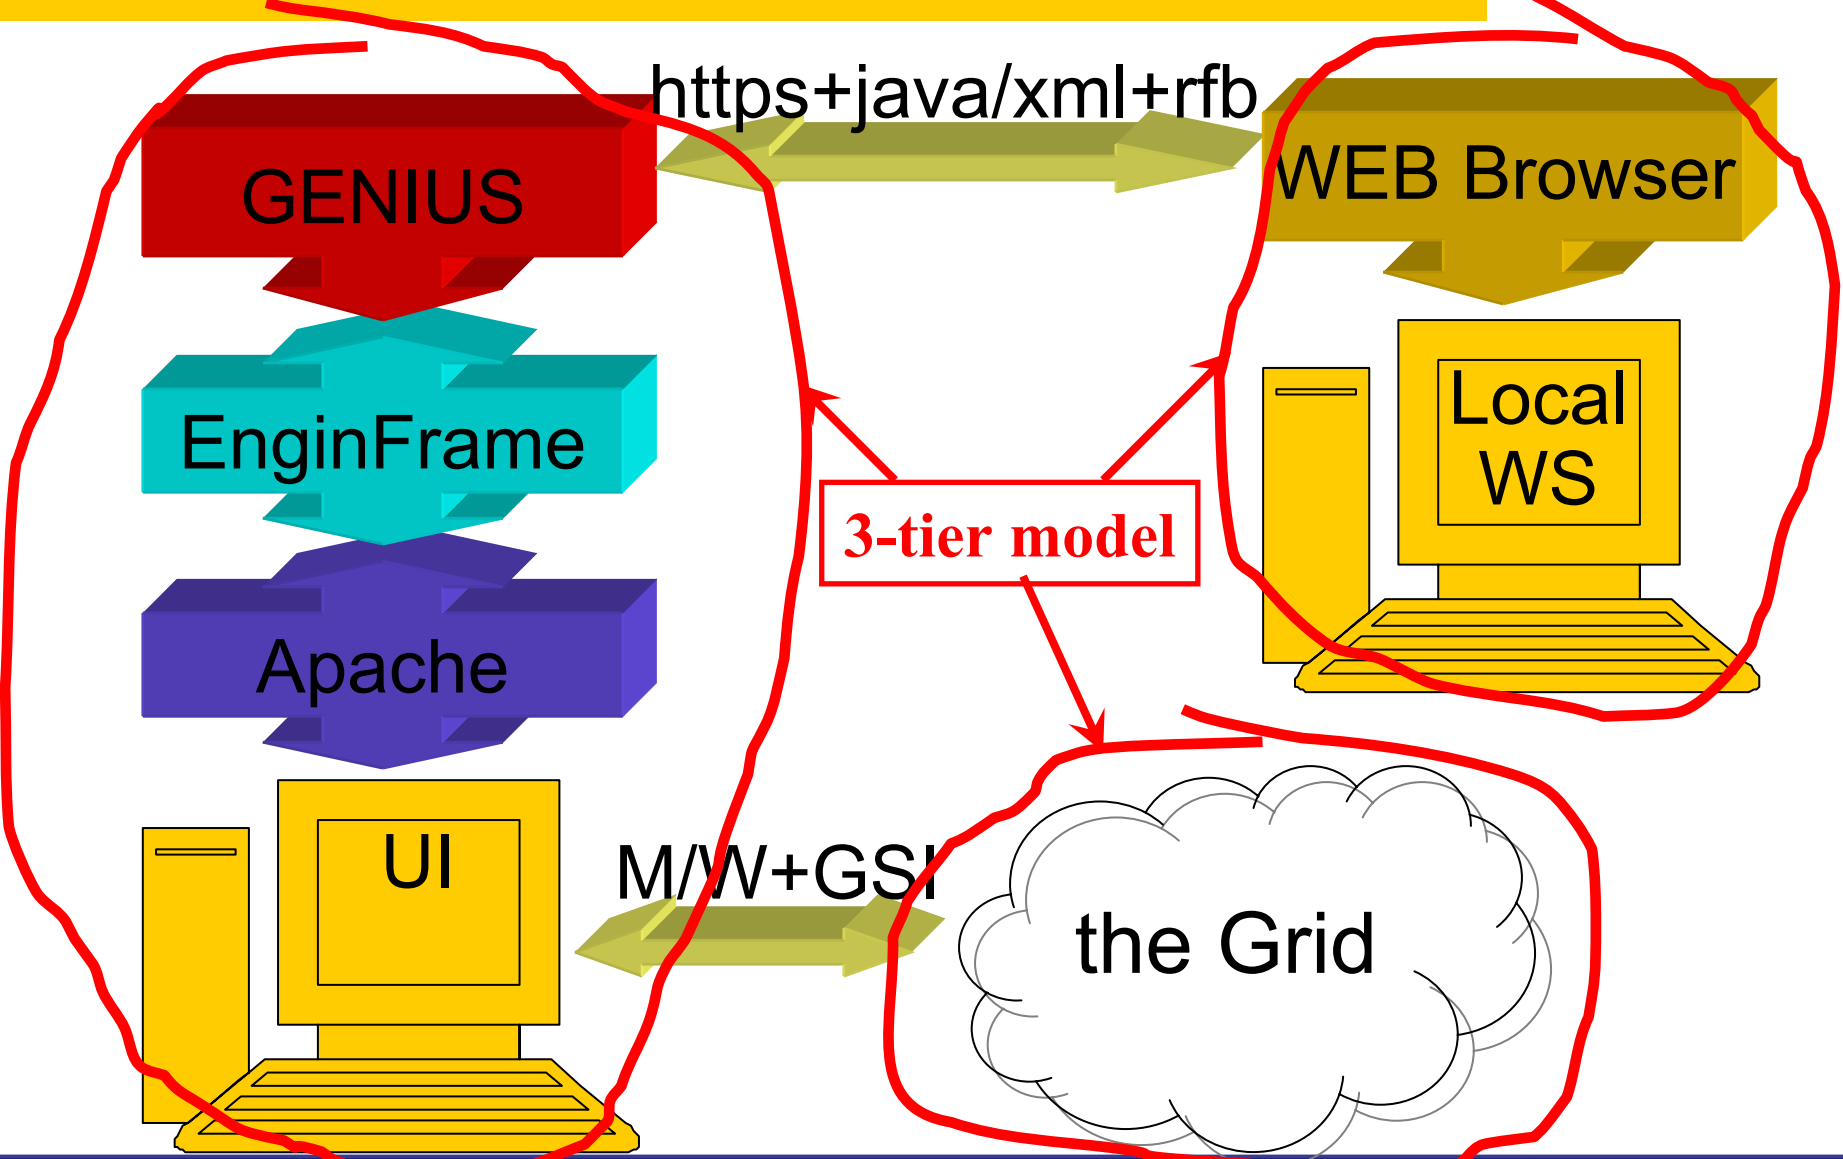 https+java/xml+rfb
GENIUS
WEB Browser
EnginFrame
Local
WS
3-tier model
Apache
UI
M/W+GSI
the Grid